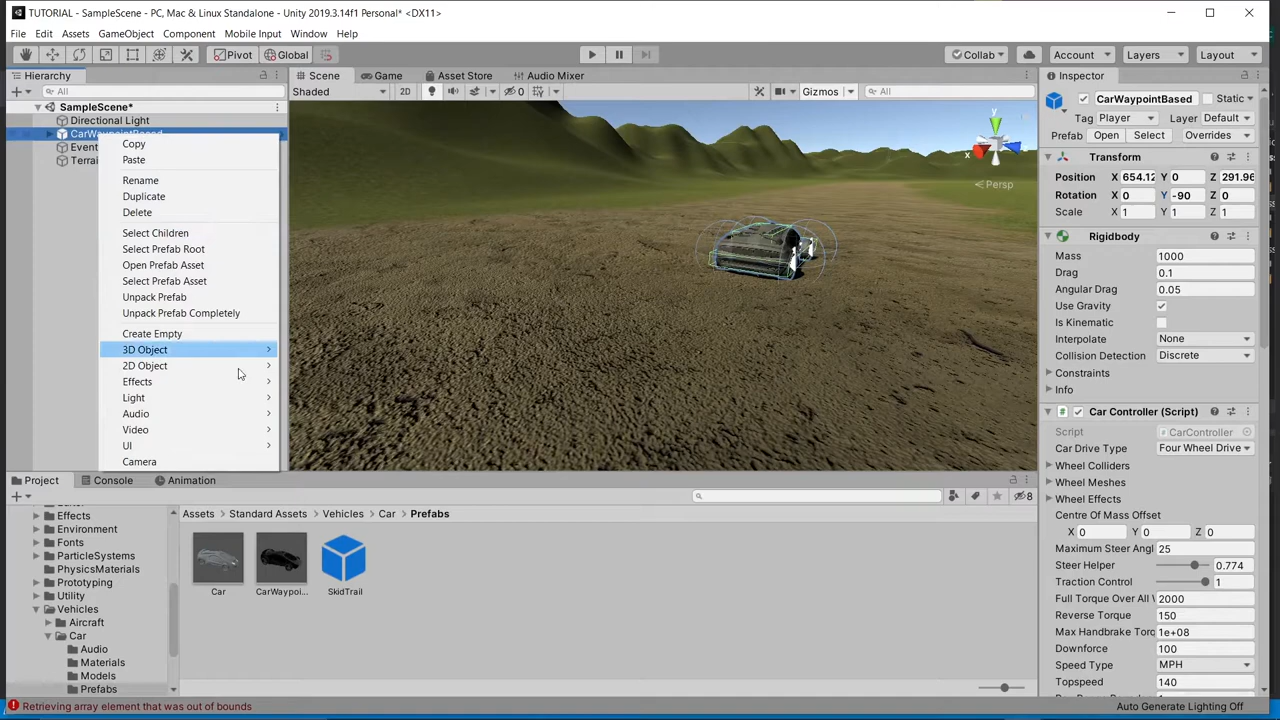 TUTORIAL - SampleScene - PC, Mac & Linux Standalone - Unity 2019.3.14f1 Personal* <DX11>
File Edit Assets GameObject Component Mobile Input Window Help
Pivot Global Collab Account Layers Layout
Hierarchy Scene Game Asset Store Audio Mixer Inspector
All Shaded 2D 0 Gizmos All
SampleScene*
Directional Light
CarWaypointBased
Event
Terrai
Copy
Paste
Rename
Duplicate
Delete
Select Children
Select Prefab Root
Open Prefab Asset
Select Prefab Asset
Unpack Prefab
Unpack Prefab Completely
Create Empty
3D Object
2D Object
Effects
Light
Audio
Video
UI
Camera
y
x
Persp
CarWaypointBased Static
Tag Player Layer Default
Prefab Open Select Overrides
Transform
Position X 654.12 Y 0 Z 291.96
Rotation X 0 Y -90 Z 0
Scale X 1 Y 1 Z 1
Rigidbody
Mass 1000
Drag 0.1
Angular Drag 0.05
Use Gravity
Is Kinematic
Interpolate None
Collision Detection Discrete
Constraints
Info
Car Controller (Script)
Script CarController
Car Drive Type Four Wheel Drive
Wheel Colliders
Wheel Meshes
Wheel Effects
Centre Of Mass Offset
X 0 Y 0 Z 0
Maximum Steer Angl 25
Steer Helper 0.774
Traction Control 1
Full Torque Over All W 2000
Reverse Torque 150
Max Handbrake Torq 1e+08
Downforce 100
Speed Type MPH
Topspeed 140
Project Console Animation
8
Effects
Environment
Fonts
ParticleSystems
PhysicsMaterials
Prototyping
Utility
Vehicles
Aircraft
Car
Audio
Materials
Models
Prefabs
Assets Standard Assets Vehicles Car Prefabs
Car CarWaypoi... SkidTrail
Retrieving array element that was out of bounds
Auto Generate Lighting Off